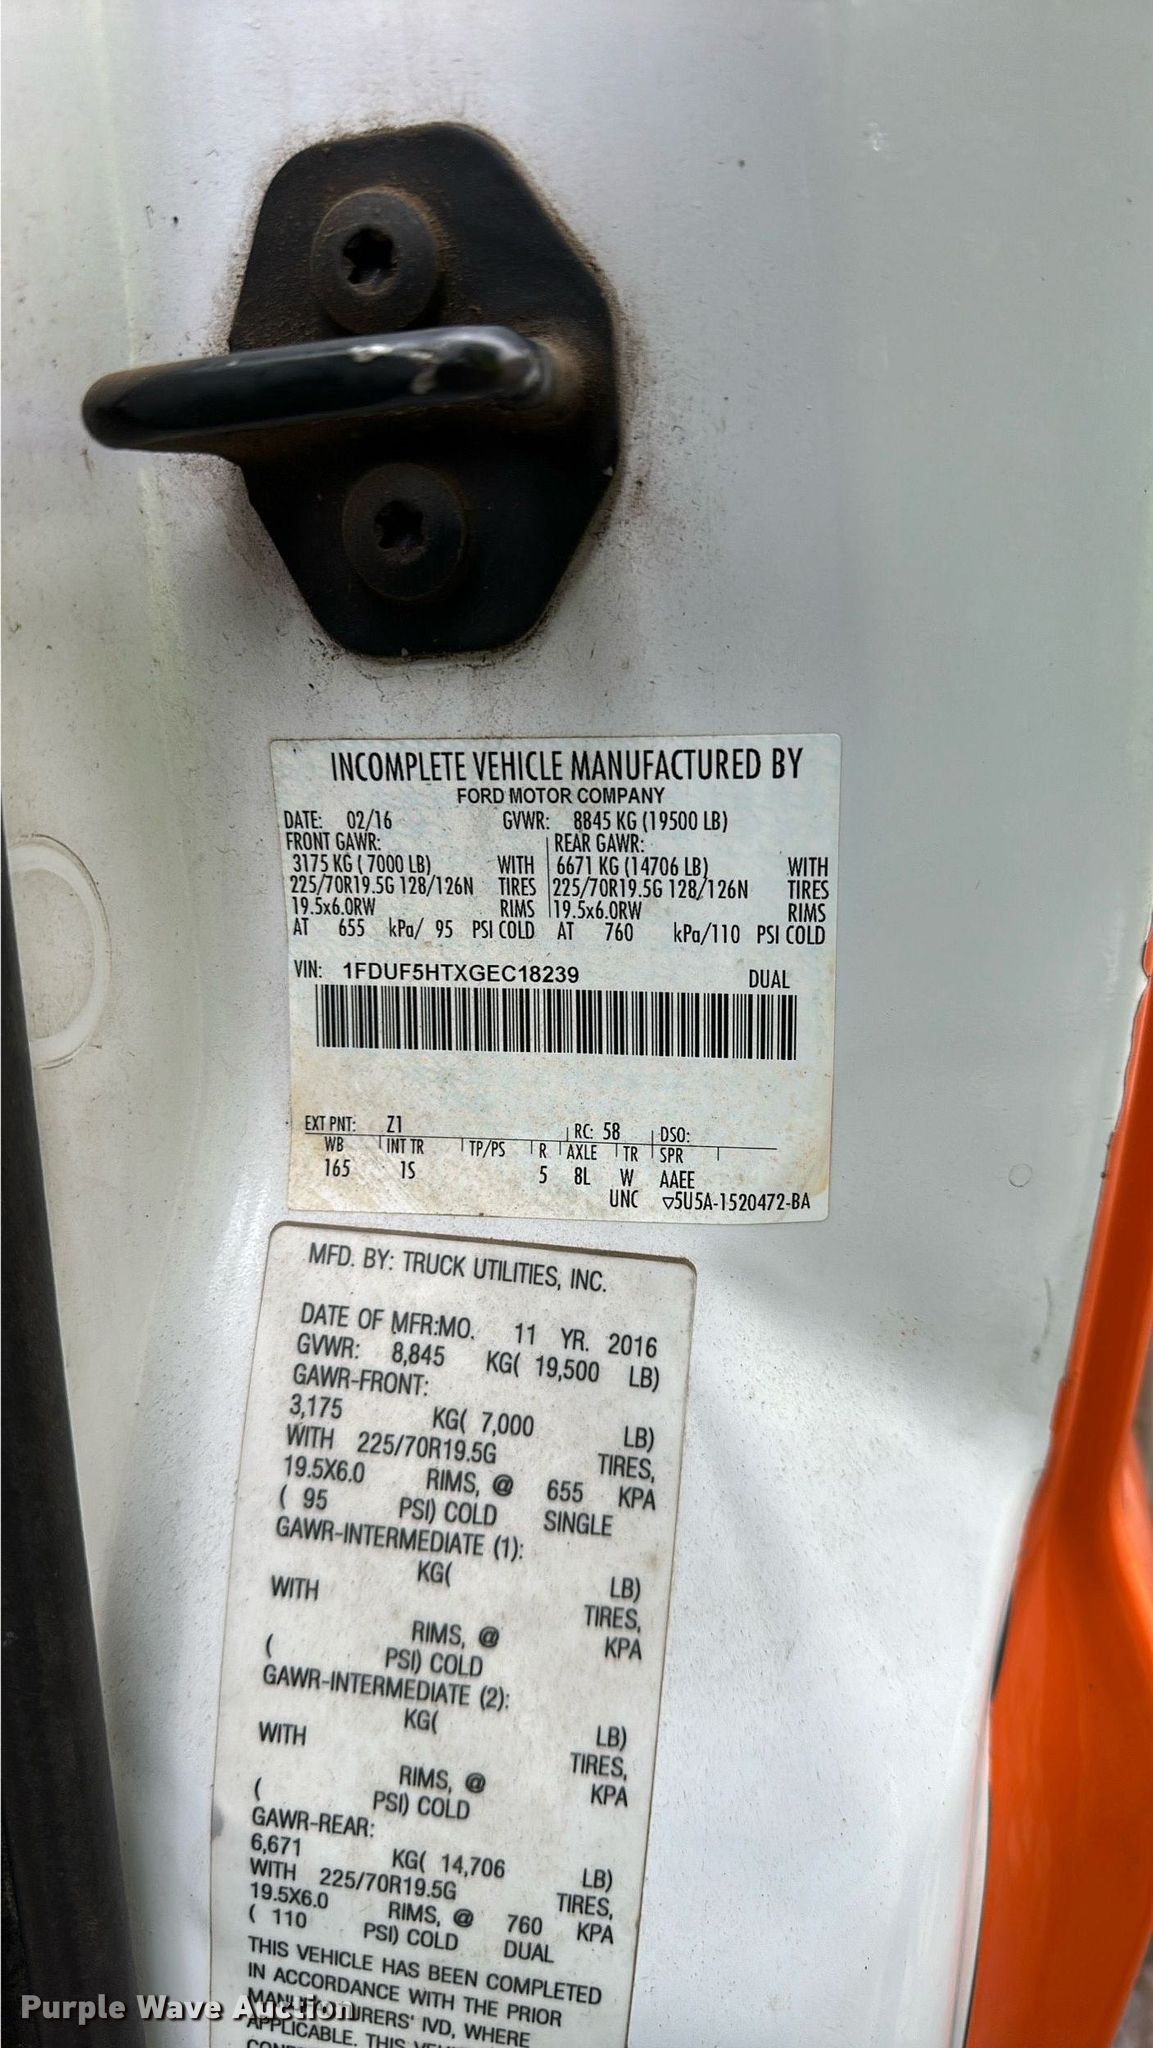 INCOMPLETE VEHICLE MANUFACTURED BY
FORD MOTOR COMPANY
DATE: 02/16 GVWR: 8845 KG (19500 LB)
FRONT GAWR: REAR GAWR:
3175 KG ( 7000 LB) WITH 6671 KG (14706 LB) WITH
225/70R19.5G 128/126N TIRES 225/70R19.5G 128/126N TIRES
19.5x6.0RW RIMS 19.5x6.0RW RIMS
AT 655 kPa/ 95 PSI COLD AT 760 kPa/110 PSI COLD
VIN: 1FDUF5HTXGEC18239 DUAL
EXT PNT: Z1 RC: 58 DSO:
WB INT TR TP/PS R AXLE TR SPR
165 1S 5 8L W AAEE
UNC ▽5U5A-1520472-BA
MFD. BY: TRUCK UTILITIES, INC.
DATE OF MFR:MO. 11 YR. 2016
GVWR: 8,845 KG( 19,500 LB)
GAWR-FRONT:
3,175 KG( 7,000 LB)
WITH 225/70R19.5G TIRES,
19.5X6.0 RIMS, @ 655 KPA
( 95 PSI) COLD SINGLE
GAWR-INTERMEDIATE (1):
KG( LB)
WITH TIRES,
RIMS, @ KPA
( PSI) COLD
GAWR-INTERMEDIATE (2):
KG( LB)
WITH TIRES,
RIMS, @ KPA
( PSI) COLD
GAWR-REAR:
6,671 KG( 14,706 LB)
WITH 225/70R19.5G TIRES,
19.5X6.0 RIMS, @ 760 KPA
( 110 PSI) COLD DUAL
THIS VEHICLE HAS BEEN COMPLETED
IN ACCORDANCE WITH THE PRIOR
MANUFACTURERS' IVD, WHERE
APPLICABLE. THIS
Purple Wave Auction